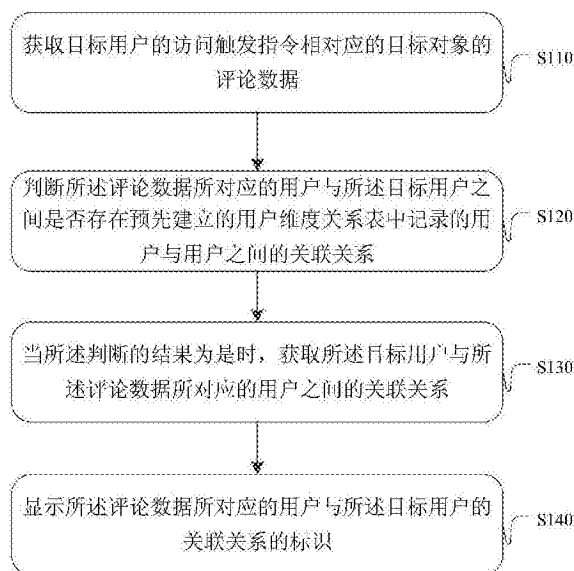 获取目标用户的访问触发指令相对应的目标对象的
评论数据
S110
判断所述评论数据所对应的用户与所述目标用户之
间是否存在预先建立的用户维度关系表中记录的用
户与用户之间的关联关系
S120
当所述判断的结果为是时，获取所述目标用户与所
述评论数据所对应的用户之间的关联关系
S130
显示所述评论数据所对应的用户与所述目标用户的
关联关系的标识
S140